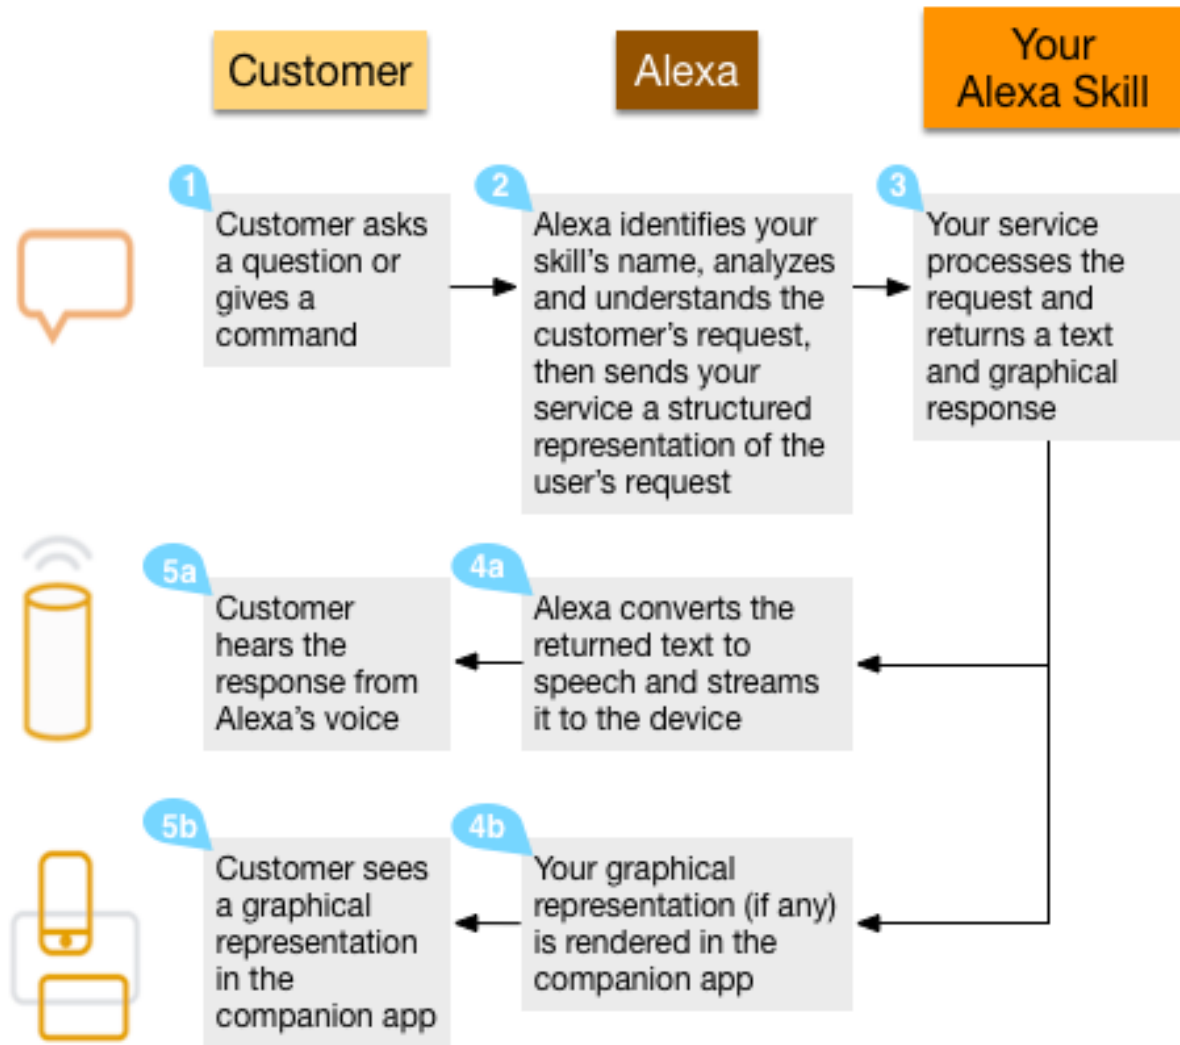 Customer
Alexa
Your
Alexa Skill
1
Customer asks
a question or
gives a
command
2
Alexa identifies your
skill's name, analyzes
and understands the
customer's request,
then sends your
service a structured
representation of the
user's request
3
Your service
processes the
request and
returns a text
and graphical
response
4a
Alexa converts the
returned text to
speech and streams
it to the device
5a
Customer
hears the
response from
Alexa's voice
4b
Your graphical
representation (if any)
is rendered in the
companion app
5b
Customer sees
a graphical
representation
in the
companion app